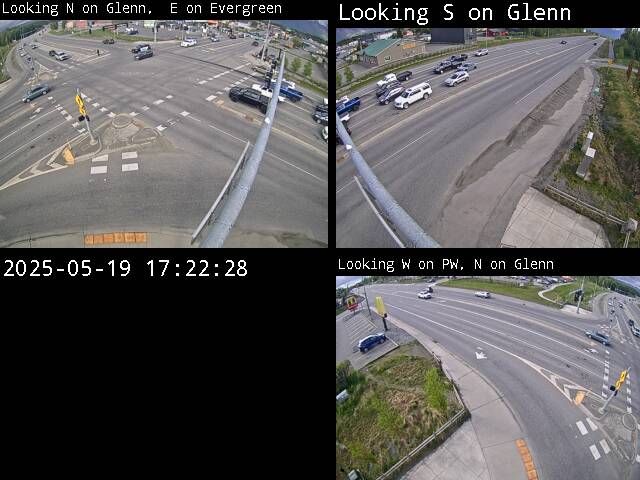 Looking N on Glenn,  E on Evergreen
Looking S on Glenn
2025-05-19 17:22:28
Looking W on PW, N on Glenn